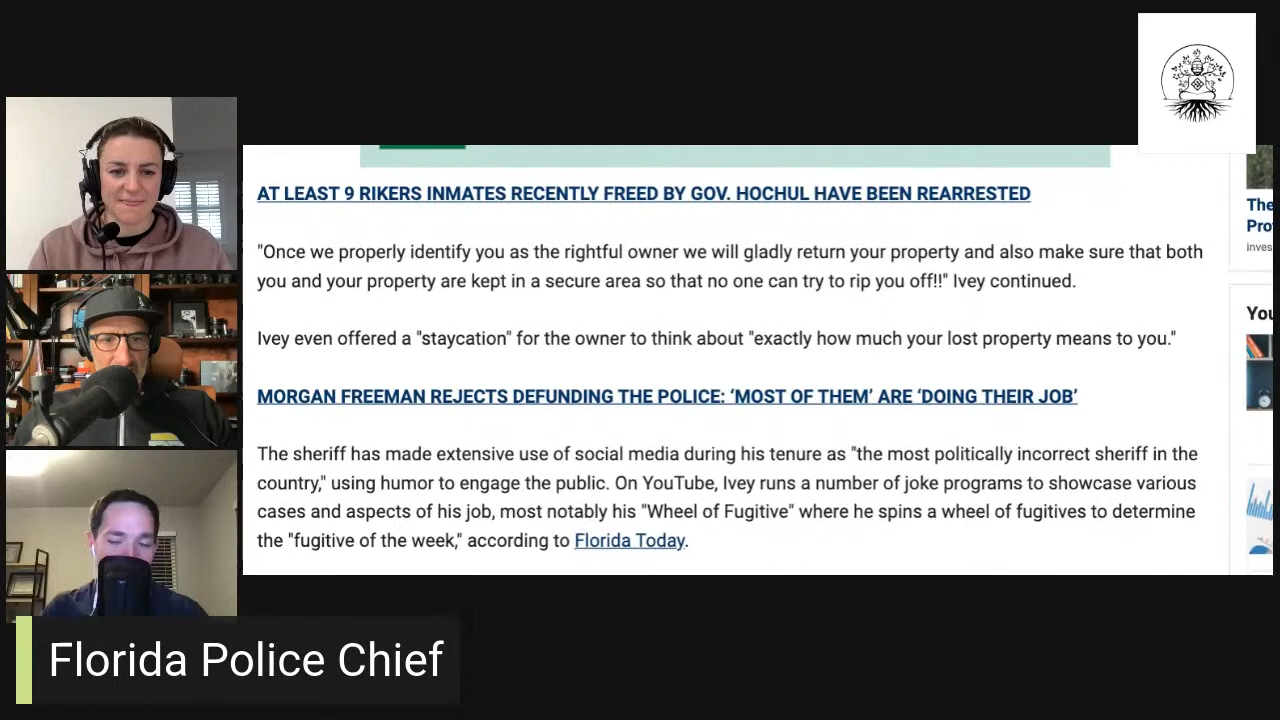 AT LEAST 9 RIKERS INMATES RECENTLY FREED BY GOV. HOCHUL HAVE BEEN REARRESTED
"Once we properly identify you as the rightful owner we will gladly return your property and also make sure that both
you and your property are kept in a secure area so that no one can try to rip you off!!" Ivey continued.
Ivey even offered a "staycation" for the owner to think about "exactly how much your lost property means to you."
MORGAN FREEMAN REJECTS DEFUNDING THE POLICE: ‘MOST OF THEM’ ARE ‘DOING THEIR JOB’
The sheriff has made extensive use of social media during his tenure as "the most politically incorrect sheriff in the
country," using humor to engage the public. On YouTube, Ivey runs a number of joke programs to showcase various
cases and aspects of his job, most notably his "Wheel of Fugitive" where he spins a wheel of fugitives to determine
the "fugitive of the week," according to Florida Today.
The
inves
You
Florida Police Chief